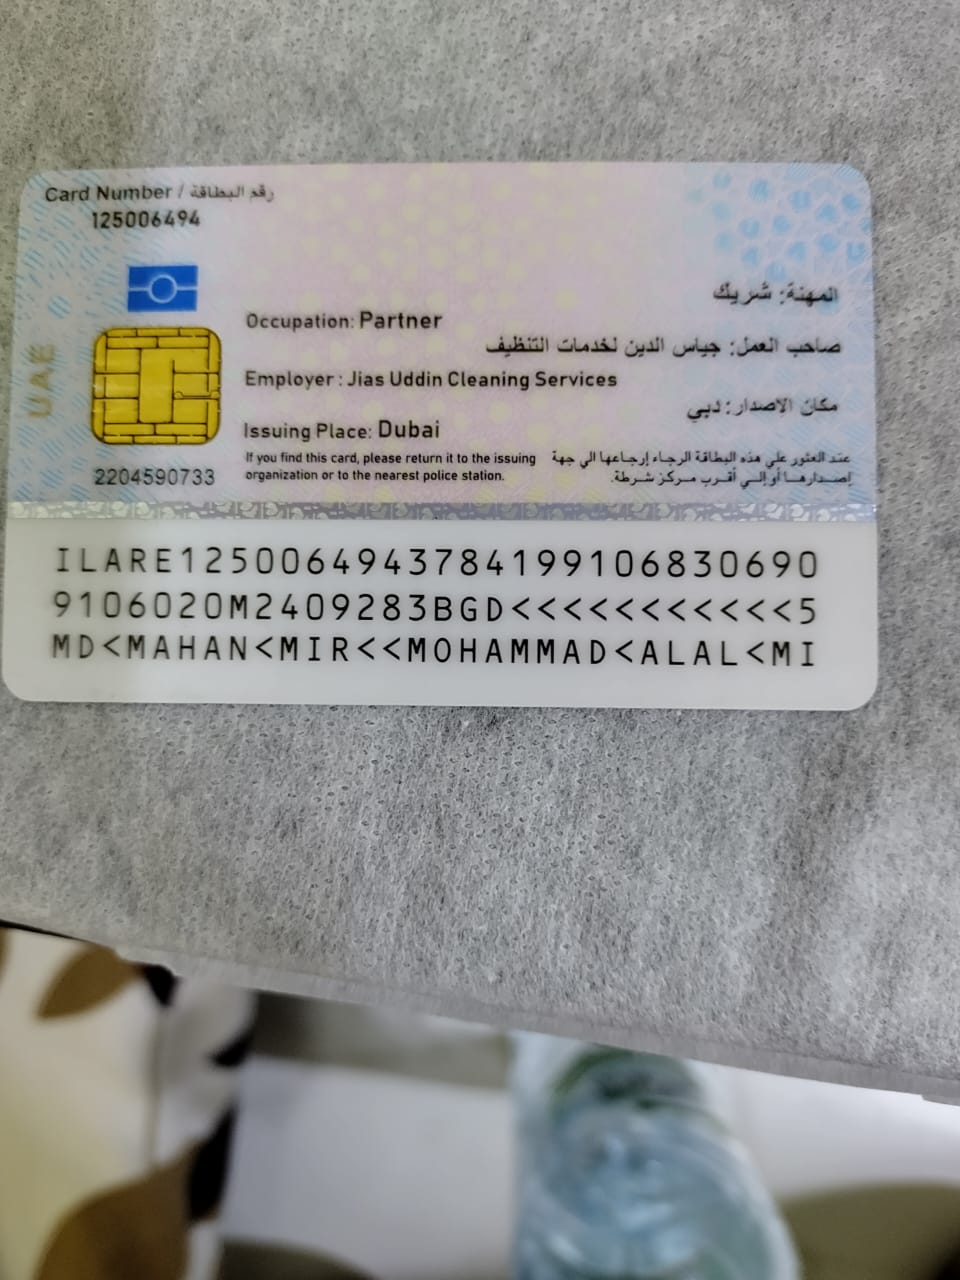 Card Number / رقم البطاقة
125006494
المهنة: شريك
Occupation: Partner
صاحب العمل: جياس الدين لخدمات التنظيف
Employer : Jias Uddin Cleaning Services
مكان الاصدار: دبي
Issuing Place: Dubai
If you find this card, please return it to the issuing
organization or to the nearest police station.
عند العثور علي هذه البطاقة الرجاء إرجاعها الي جهة
إصدارها أو إلى أقرب مركز شرطة.
UAE
2204590733
ILARE1250064943784199106830690
9106020M2409283BGD<<<<<<<<<<<5
MD<MAHAN<MIR<<MOHAMMAD<ALAL<MI